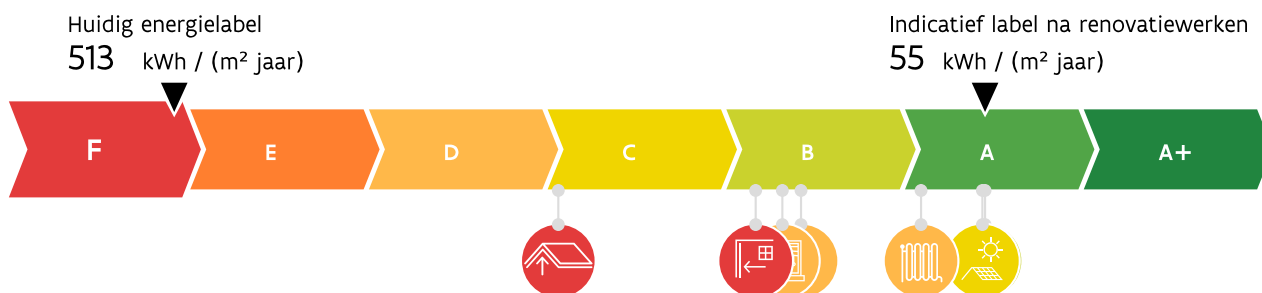 Huidig energielabel
513 kWh / (m² jaar)
Indicatief label na renovatiewerken
55 kWh / (m² jaar)
F E D C B A A+